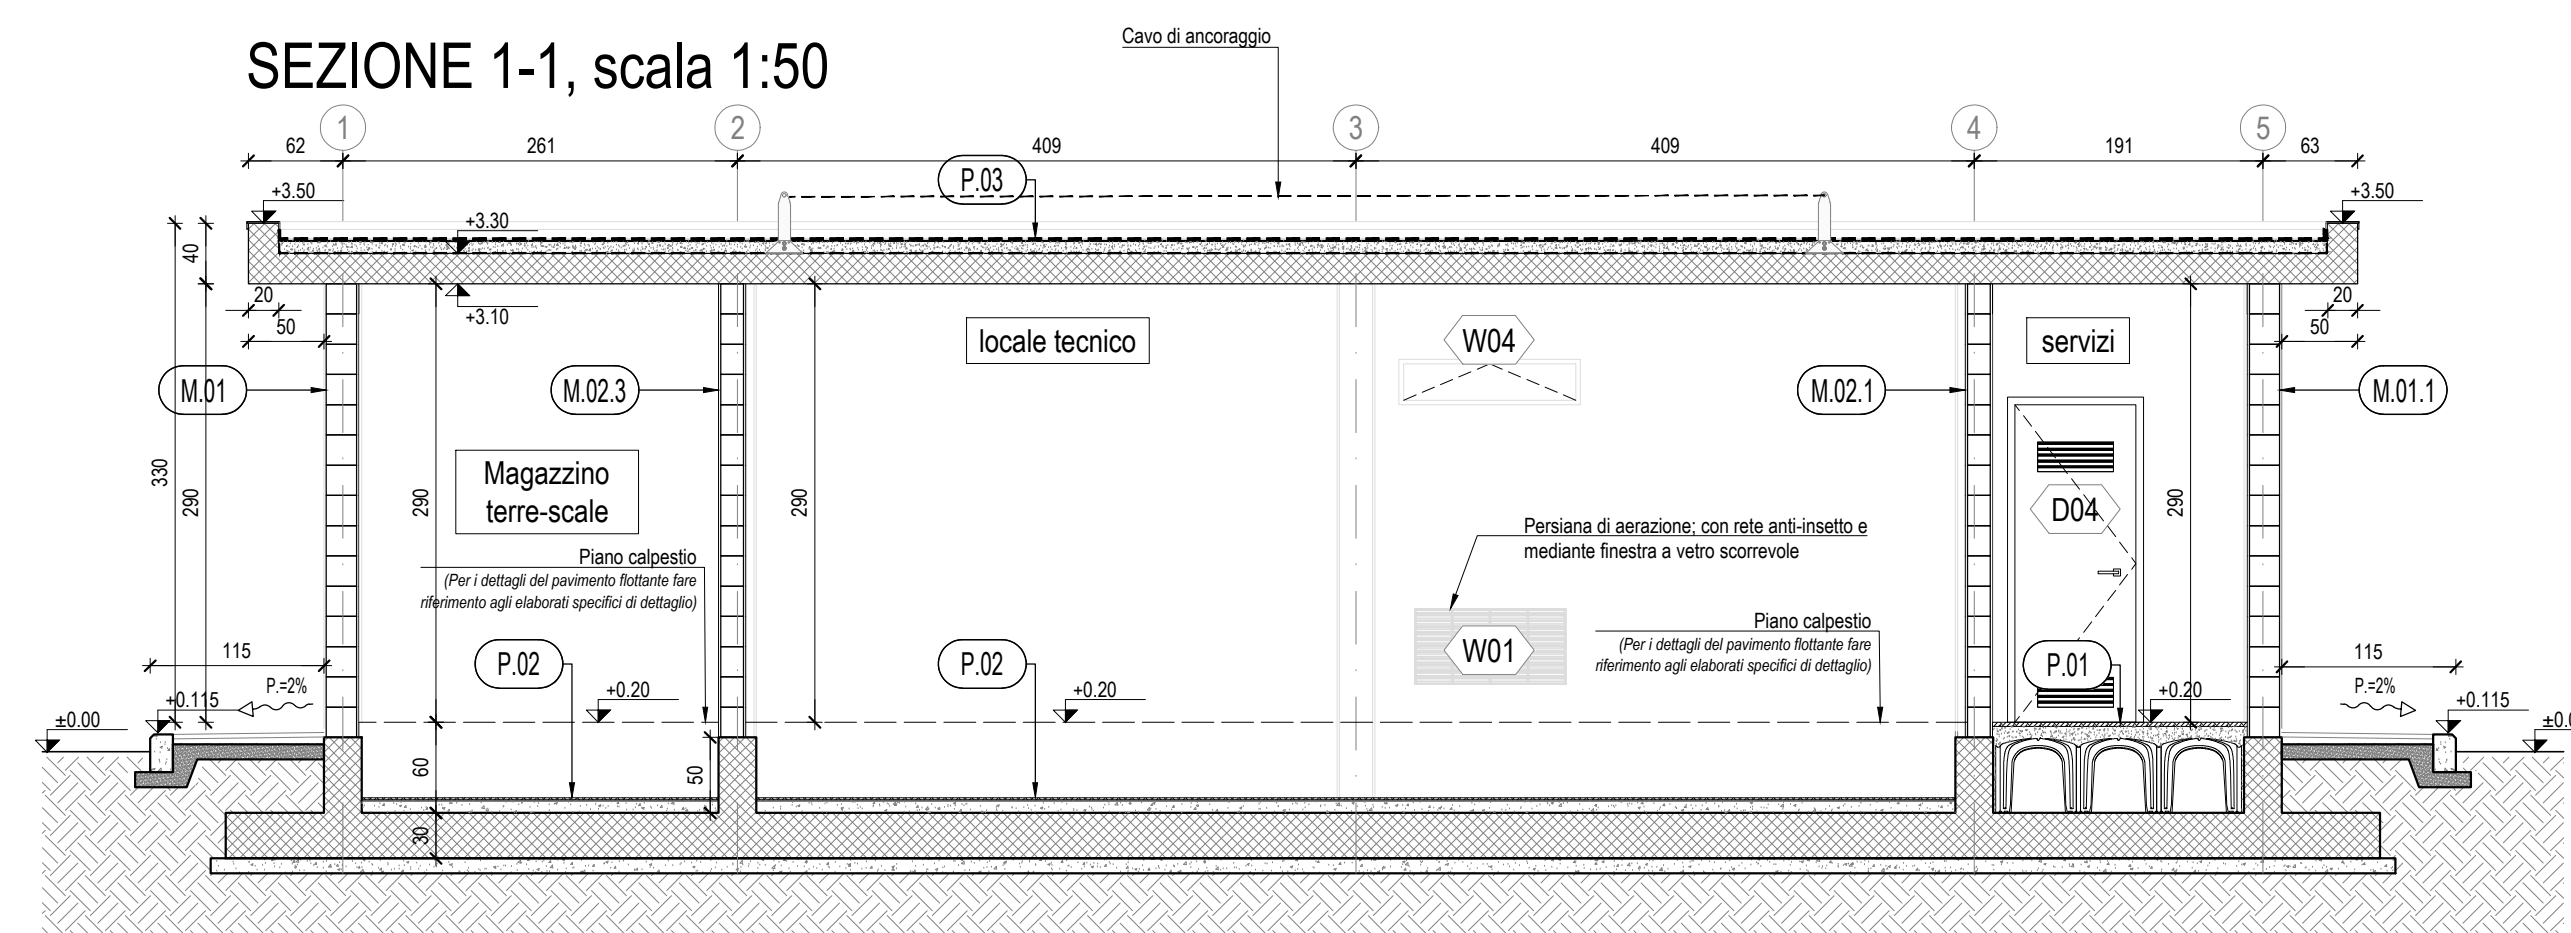 Cavo di ancoraggio
SEZIONE 1-1, scala 1:50
1 2 3 4 5
62 261 409 409 191 63
P.03
+3.50 +3.50
+3.30
40
20 20
+3.10
50 50
locale tecnico W04 servizi
M.01 M.02.3 M.02.1 M.01.1
330 290 290 290 290
Magazzino
terre-scale
D04
Persiana di aerazione; con rete anti-insetto e
mediante finestra a vetro scorrevole
Piano calpestio
(Per i dettagli del pavimento flottante fare
riferimento agli elaborati specifici di dettaglio)
Piano calpestio
(Per i dettagli del pavimento flottante fare
riferimento agli elaborati specifici di dettaglio)
115 P.02 P.02 W01 P.01 115
P.=2% P.=2%
+0.115 +0.20 +0.20 +0.20 +0.115
±0.00
60 50
30